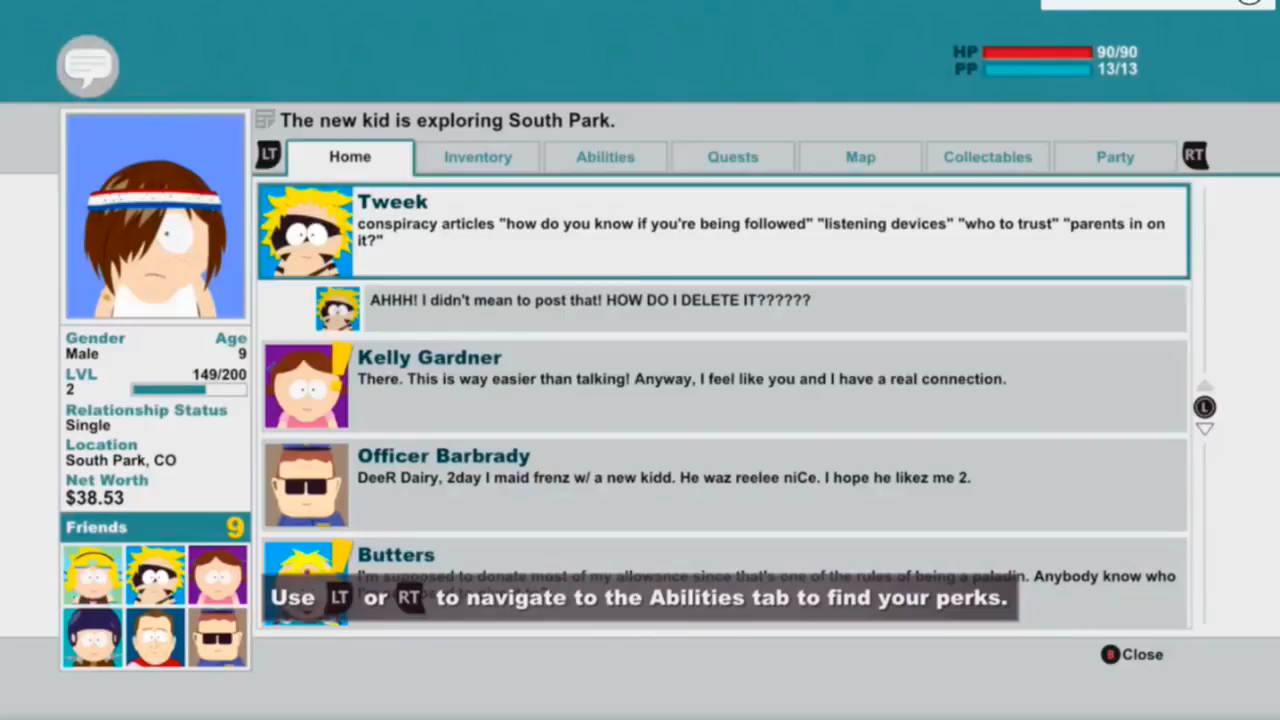 HP 90/90
PP 13/13
The new kid is exploring South Park.
LT Home Inventory Abilities Quests Map Collectables Party RT
Tweek
conspiracy articles "how do you know if you're being followed" "listening devices" "who to trust" "parents in on
it?"
AHHH! I didn't mean to post that! HOW DO I DELETE IT??????
Kelly Gardner
There. This is way easier than talking! Anyway, I feel like you and I have a real connection.
L
Officer Barbrady
DeeR Dairy, 2day I maid frenz w/ a new kidd. He waz reelee niCe. I hope he likez me 2.
Butters
I'm supposed to donate most of my allowance since that's one of the rules of being a paladin. Anybody know who
Use LT or RT to navigate to the Abilities tab to find your perks.
Gender Age
Male 9
LVL 149/200
2
Relationship Status
Single
Location
South Park, CO
Net Worth
$38.53
Friends 9
B Close